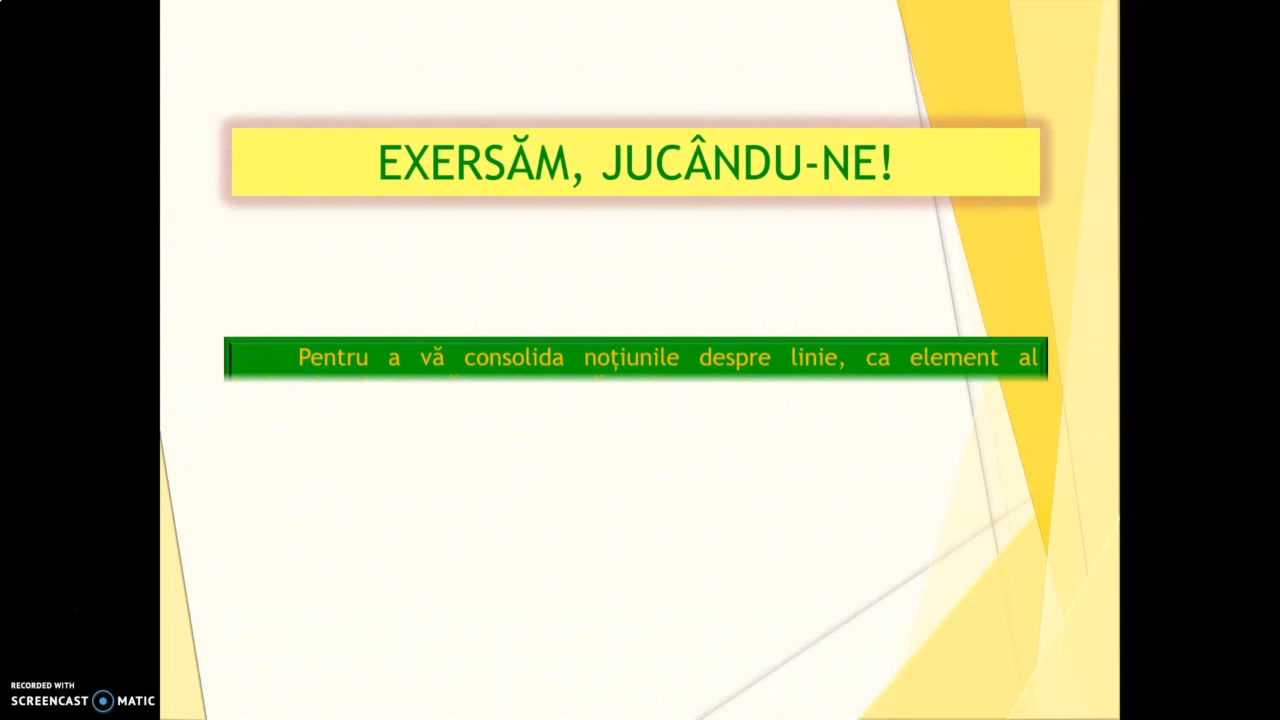 EXERSĂM, JUCÂNDU-NE!
Pentru a vă consolida noțiunile despre linie, ca element al
RECORDED WITH
SCREENCAST MATIC